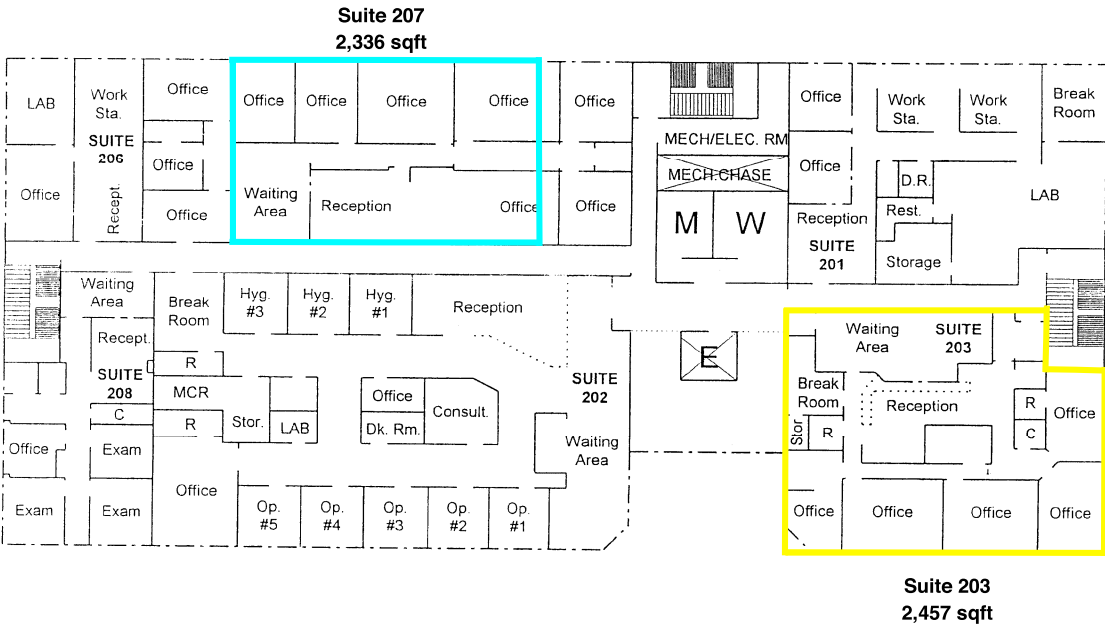 Suite 207
2,336 sqft
LAB
Work
Sta.
SUITE
206
Recept.
Office
Office
Office
Office
Office
Office
Office
Office
Waiting
Area
Reception
Office
Office
Office
MECH/ELEC. RM
MECH.CHASE
M
W
Office
Office
Reception
SUITE
201
Work
Sta.
Work
Sta.
Break
Room
D.R.
Rest.
Storage
LAB
Waiting
Area
Recept.
SUITE
208
C
Office
Exam
Exam
Exam
Break
Room
R
MCR
R
Office
Hyg.
#3
Hyg.
#2
Hyg.
#1
Reception
Stor.
LAB
Office
Dk. Rm.
Consult.
SUITE
202
Waiting
Area
Op.
#5
Op.
#4
Op.
#3
Op.
#2
Op.
#1
E
Waiting
Area
SUITE
203
Break
Room
Reception
Stor
R
R
C
Office
Office
Office
Office
Office
Suite 203
2,457 sqft